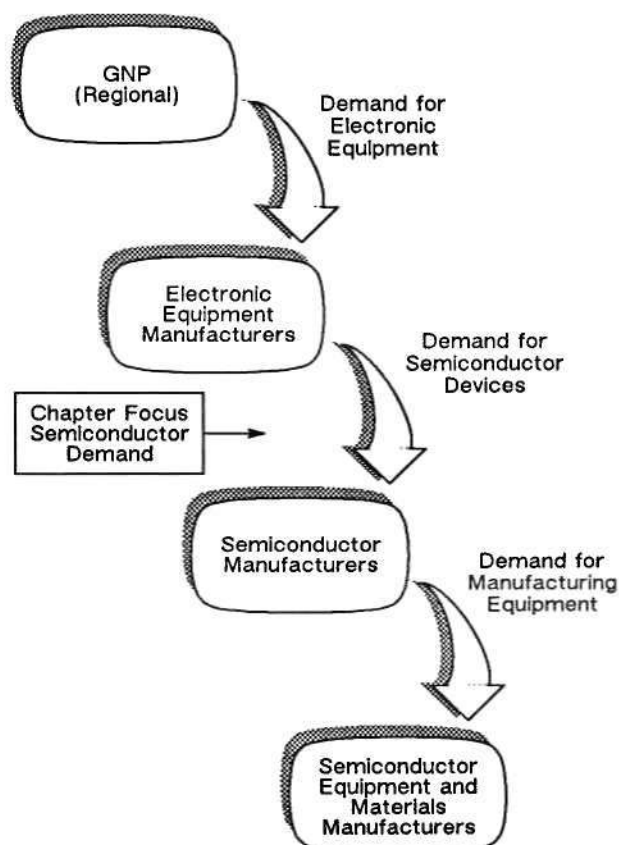 GNP
(Regional)
Demand for
Electronic
Equipment
Electronic
Equipment
Manufacturers
Demand for
Semiconductor
Devices
Chapter Focus
Semiconductor
Demand
Semiconductor
Manufacturers
Demand for
Manufacturing
Equipment
Semiconductor
Equipment and
Materials
Manufacturers